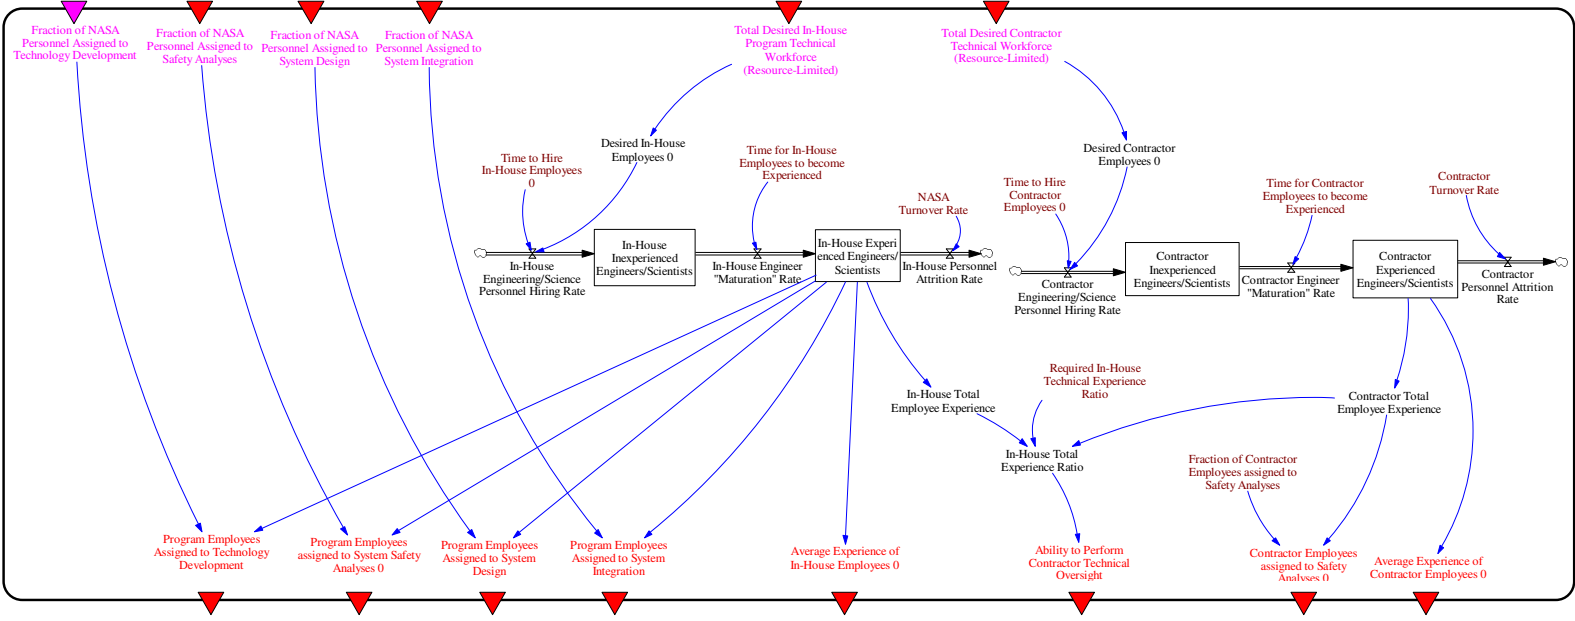 Fraction of NASA
Personnel Assigned to
Technology Development
Fraction of NASA
Personnel Assigned to
Safety Analyses
Fraction of NASA
Personnel Assigned to
System Design
Fraction of NASA
Personnel Assigned to
System Integration
Total Desired In-House
Program Technical
Workforce
(Resource-Limited)
Total Desired Contractor
Technical Workforce
(Resource-Limited)
Desired In-House
Employees 0
Time to Hire
In-House Employees
0
Time for In-House
Employees to become
Experienced
NASA
Turnover Rate
Desired Contractor
Employees 0
Time to Hire
Contractor
Employees 0
Time for Contractor
Employees to become
Experienced
Contractor
Turnover Rate
In-House
Engineering/Science
Personnel Hiring Rate
In-House
Inexperienced
Engineers/Scientists
In-House Engineer
"Maturation" Rate
In-House Experi
enced Engineers/
Scientists
In-House Personnel
Attrition Rate
Contractor
Engineering/Science
Personnel Hiring Rate
Contractor
Inexperienced
Engineers/Scientists
Contractor Engineer
"Maturation" Rate
Contractor
Experienced
Engineers/Scientists
Contractor
Personnel Attrition
Rate
In-House Total
Employee Experience
Required In-House
Technical Experience
Ratio
Contractor Total
Employee Experience
In-House Total
Experience Ratio
Fraction of Contractor
Employees assigned to
Safety Analyses
Program Employees
Assigned to Technology
Development
Program Employees
assigned to System Safety
Analyses 0
Program Employees
Assigned to System
Design
Program Employees
Assigned to System
Integration
Average Experience of
In-House Employees 0
Ability to Perform
Contractor Technical
Oversight
Contractor Employees
assigned to Safety
Analyses 0
Average Experience of
Contractor Employees 0